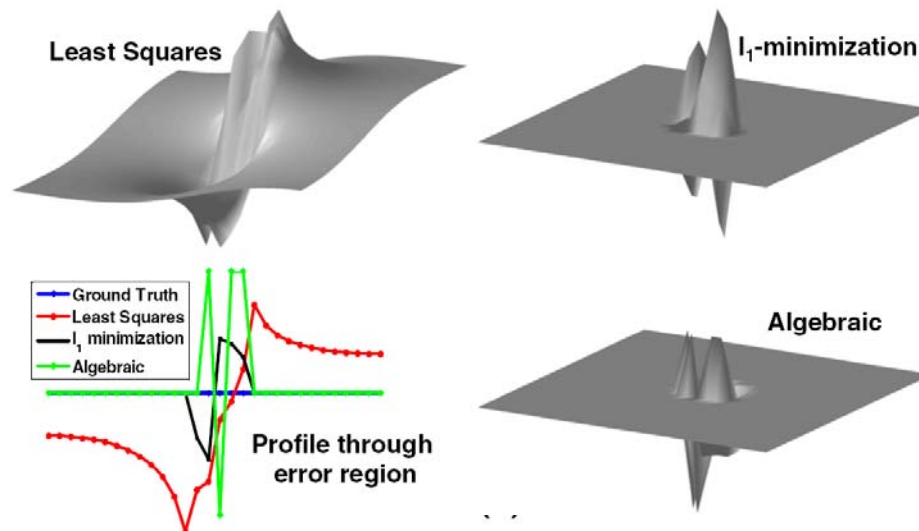 Least Squares
l₁-minimization
Ground Truth
Least Squares
l₁ minimization
Algebraic
Profile through
error region
Algebraic